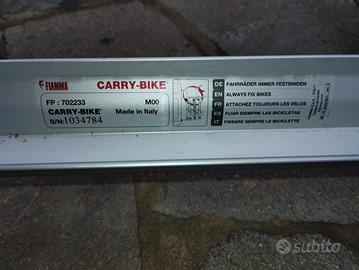 FIAMMA CARRY-BIKE®
FP: 702233 M00
CARRY-BIKE® Made in Italy
S/N: 1034784
DE FAHRRÄDER IMMER FESTBINDEN
EN ALWAYS FIX BIKES
FR ATTACHEZ TOUJOURS LES VELOS
ES FIJAR SIEMPRE LAS BICICLETAS
IT FISSARE SEMPRE LE BICICLETTE
subito